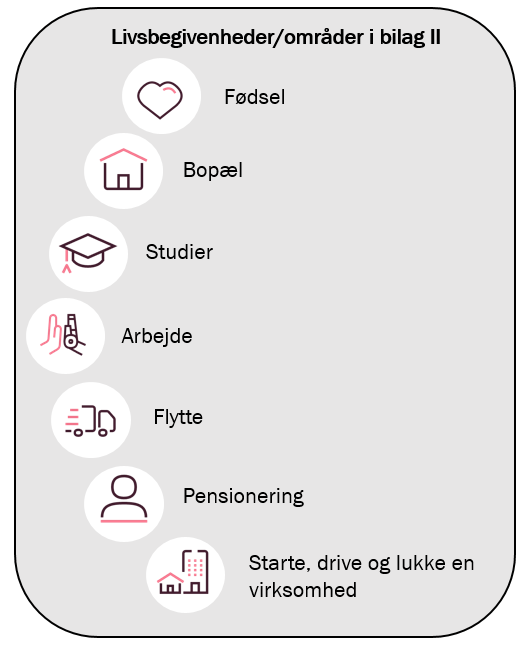 Livsbegivenheder/områder i bilag II
Fødsel
Bopæl
Studier
Arbejde
Flytte
Pensionering
Starte, drive og lukke en
virksomhed